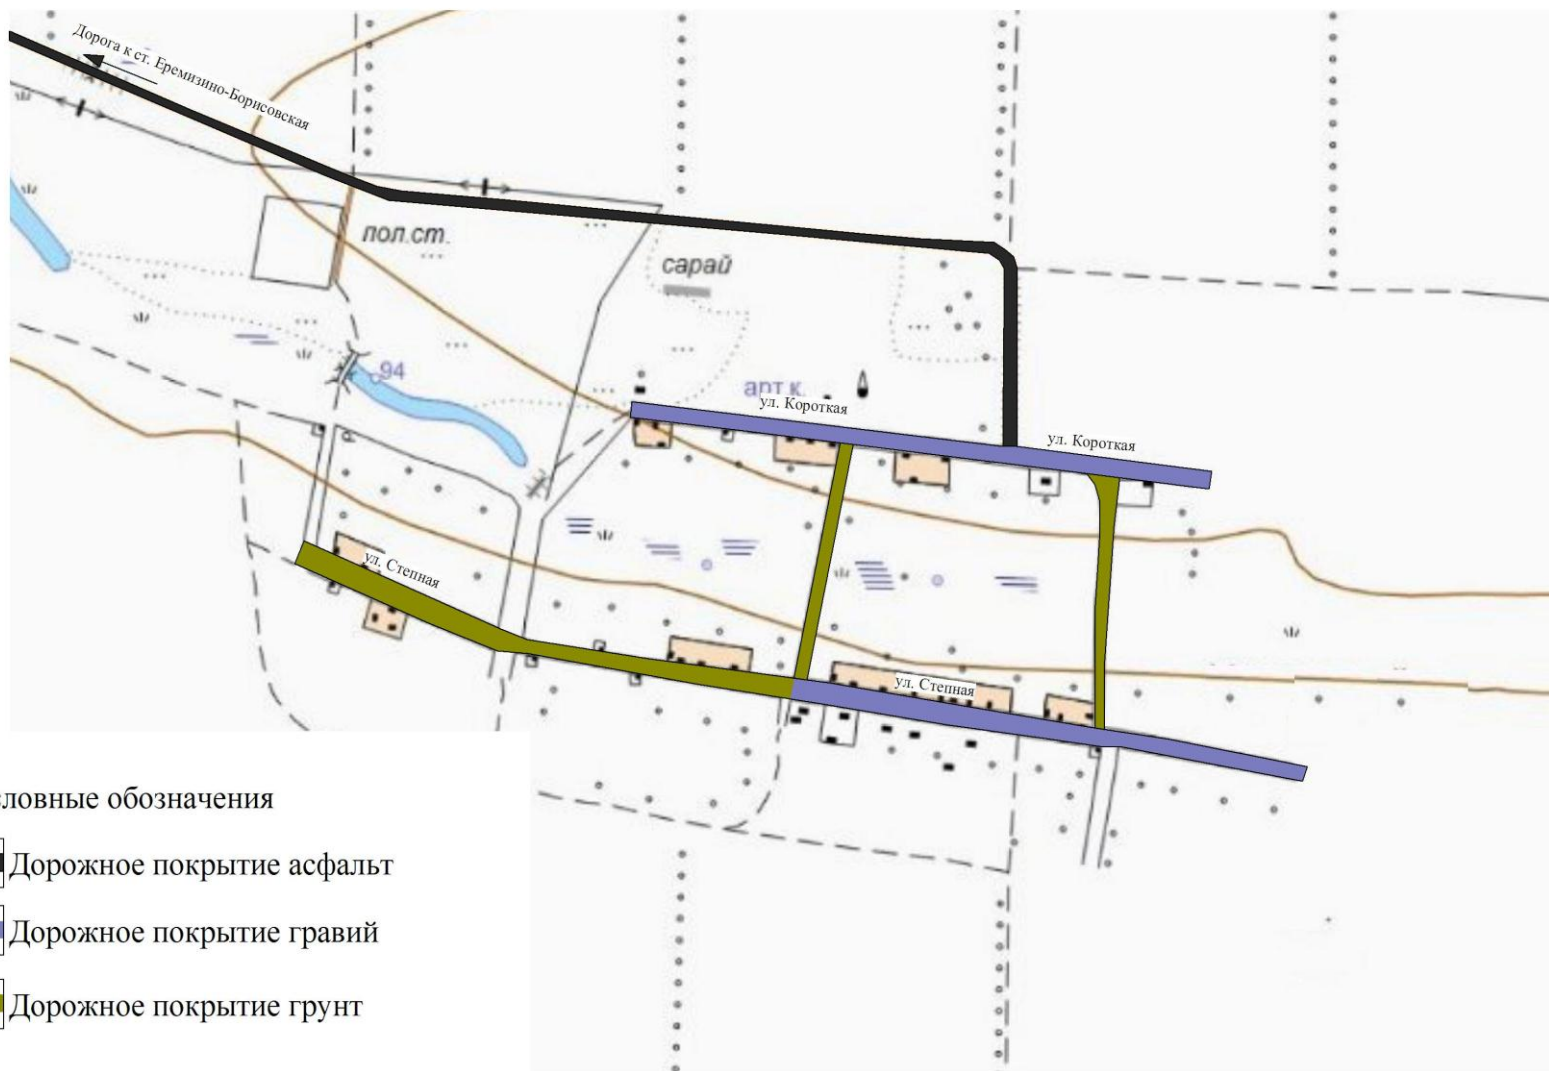 Дорога к ст. Еремизино-Борисовская
пол.ст.
сарай
94
арт.к.
ул. Короткая
ул. Короткая
ул. Степная
ул. Степная
словные обозначения
Дорожное покрытие асфальт
Дорожное покрытие гравий
Дорожное покрытие грунт